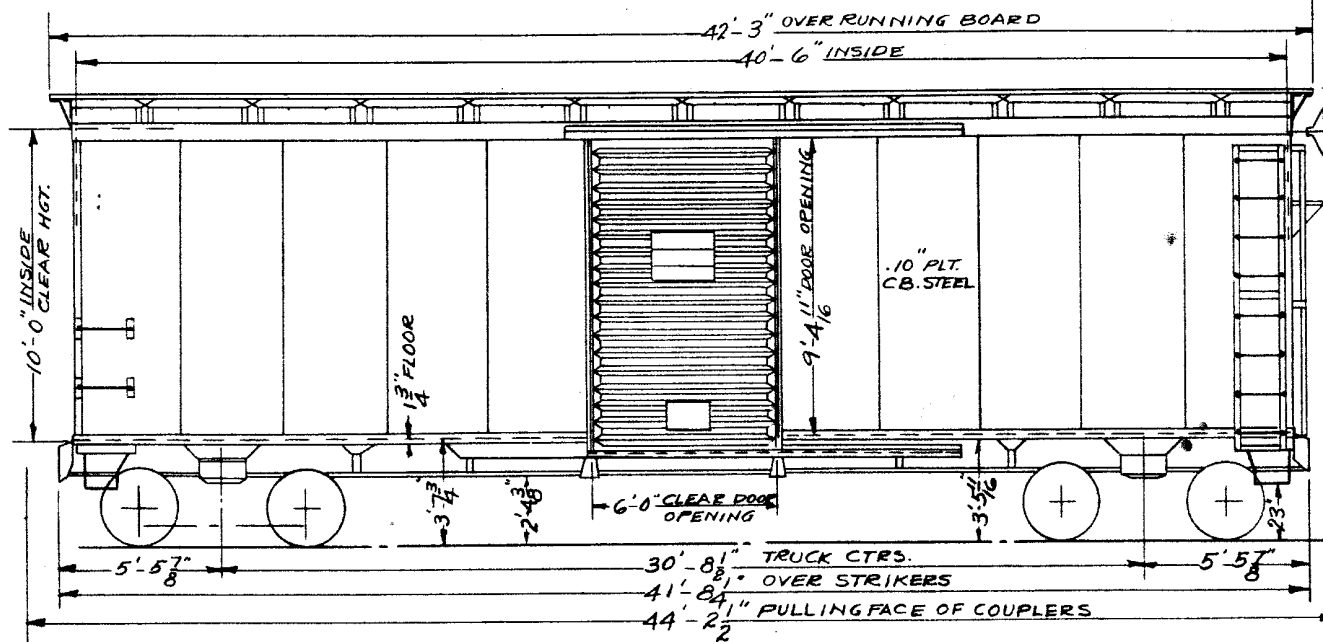 42'-3" OVER RUNNING BOARD
40'-6" INSIDE
10'-0" INSIDE
CLEAR HGT.
9'-4 11/16" DOOR OPENING
.10" PLT.
C.B. STEEL
1 3/4" FLOOR
3'-7 3/4"
2'-4 3/8"
6'-0" CLEAR DOOR
OPENING
3'-5 11/16"
23"
5'-5 7/8"
30'-8 1/2" TRUCK CTRS.
5'-5 7/8"
41'-8 1/4" OVER STRIKERS
44'-2 1/2" PULLING FACE OF COUPLERS